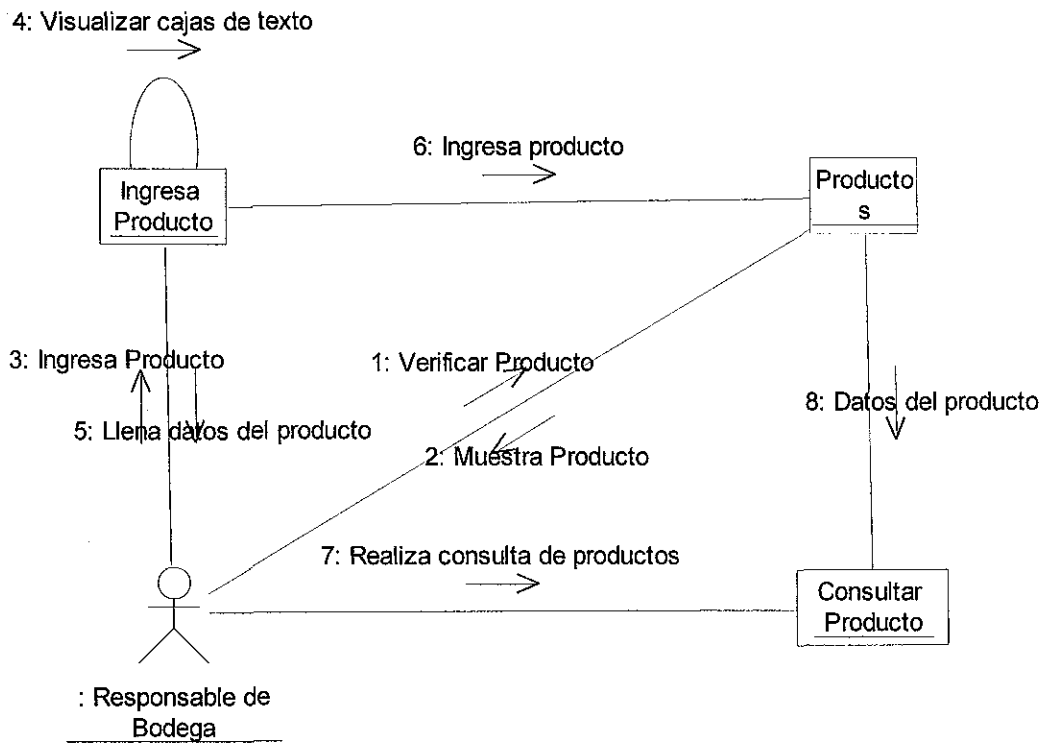 4: Visualizar cajas de texto
6: Ingresa producto
Ingresa
Producto
Producto
s
3: Ingresa Producto
1: Verificar Producto
8: Datos del producto
5: Llena datos del producto
2: Muestra Producto
7: Realiza consulta de productos
Consultar
Producto
: Responsable de
Bodega